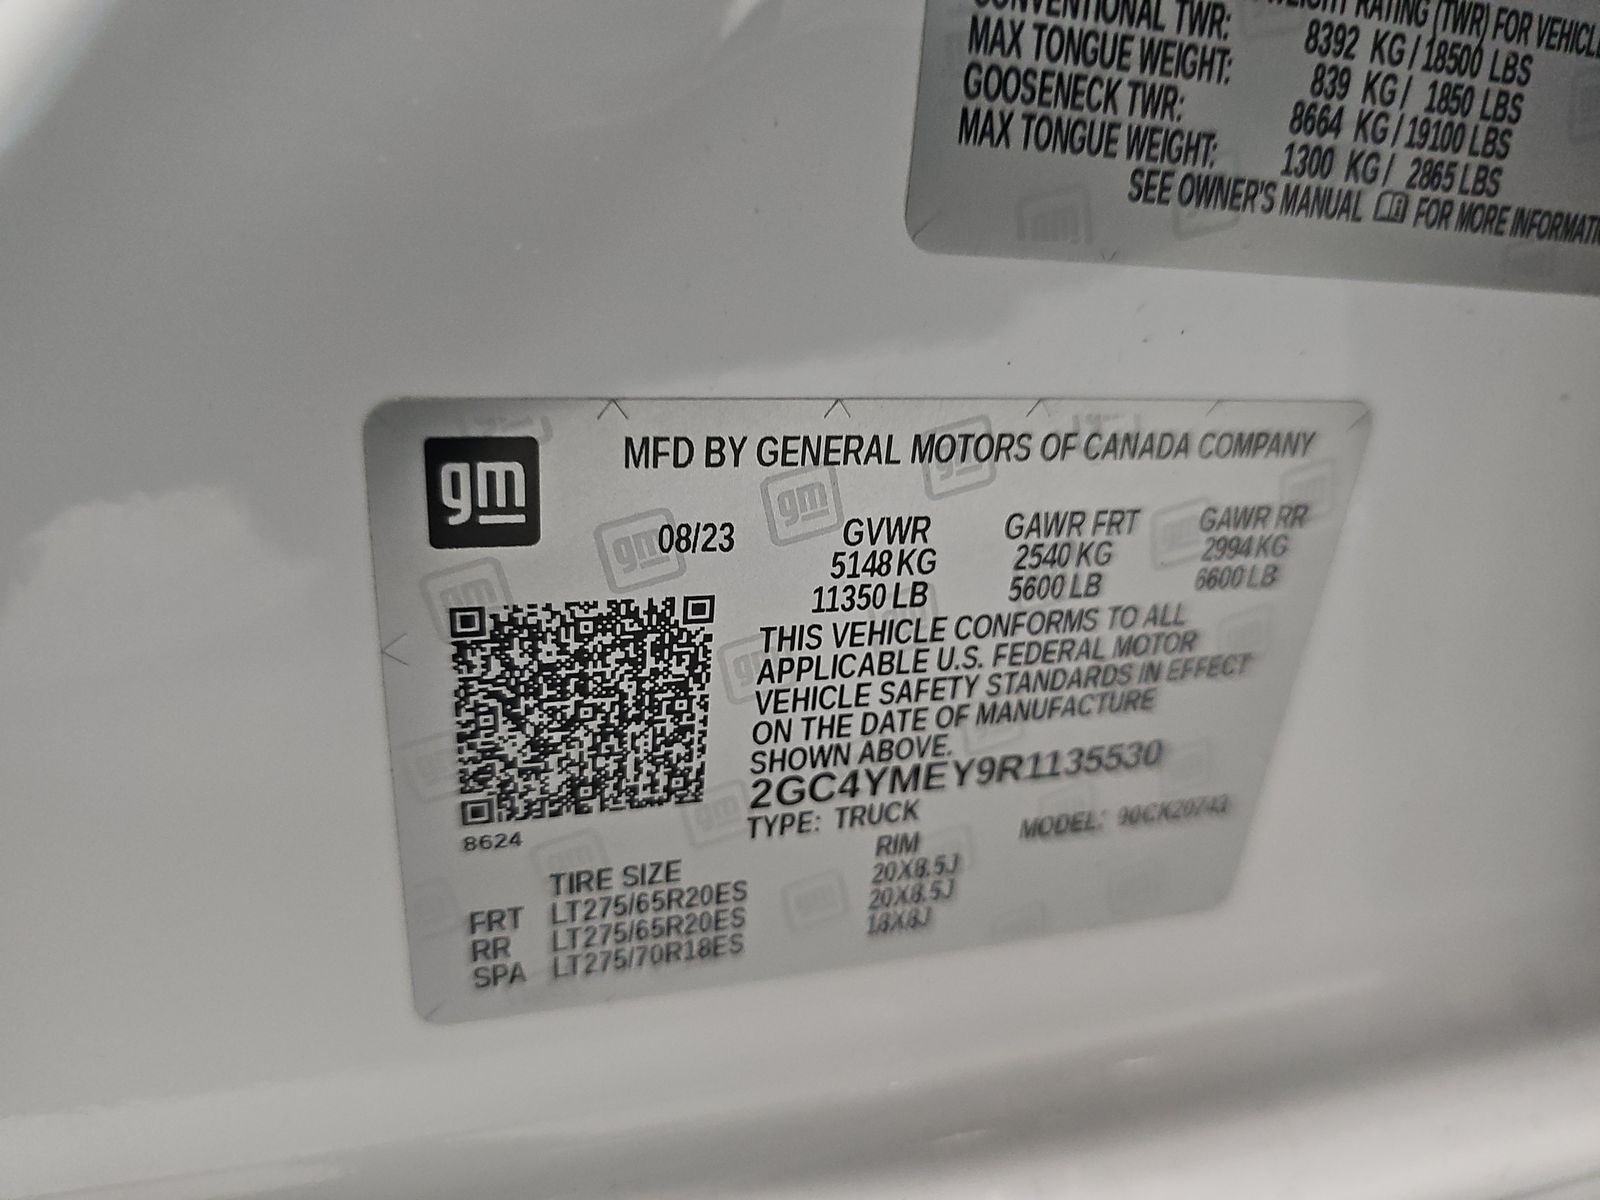 CONVENTIONAL TWR: 8392 KG / 18500 LBS
MAX TONGUE WEIGHT: 839 KG / 1850 LBS
GOOSENECK TWR: 8664 KG / 19100 LBS
MAX TONGUE WEIGHT: 1300 KG / 2865 LBS
SEE OWNER'S MANUAL FOR MORE
gm
MFD BY GENERAL MOTORS OF CANADA COMPANY
08/23 GVWR GAWR FRT GAWR RR
5148 KG 2540 KG 2994 KG
11350 LB 5600 LB 6600 LB
THIS VEHICLE CONFORMS TO ALL
APPLICABLE U.S. FEDERAL MOTOR
VEHICLE SAFETY STANDARDS IN EFFECT
ON THE DATE OF MANUFACTURE
SHOWN ABOVE.
2GC4YMEY9R1135530
TYPE: TRUCK MODEL:
8624
TIRE SIZE RIM
FRT LT275/65R20ES 20X8.5J
RR LT275/65R20ES 20X8.5J
SPA LT275/70R18ES 18X8J